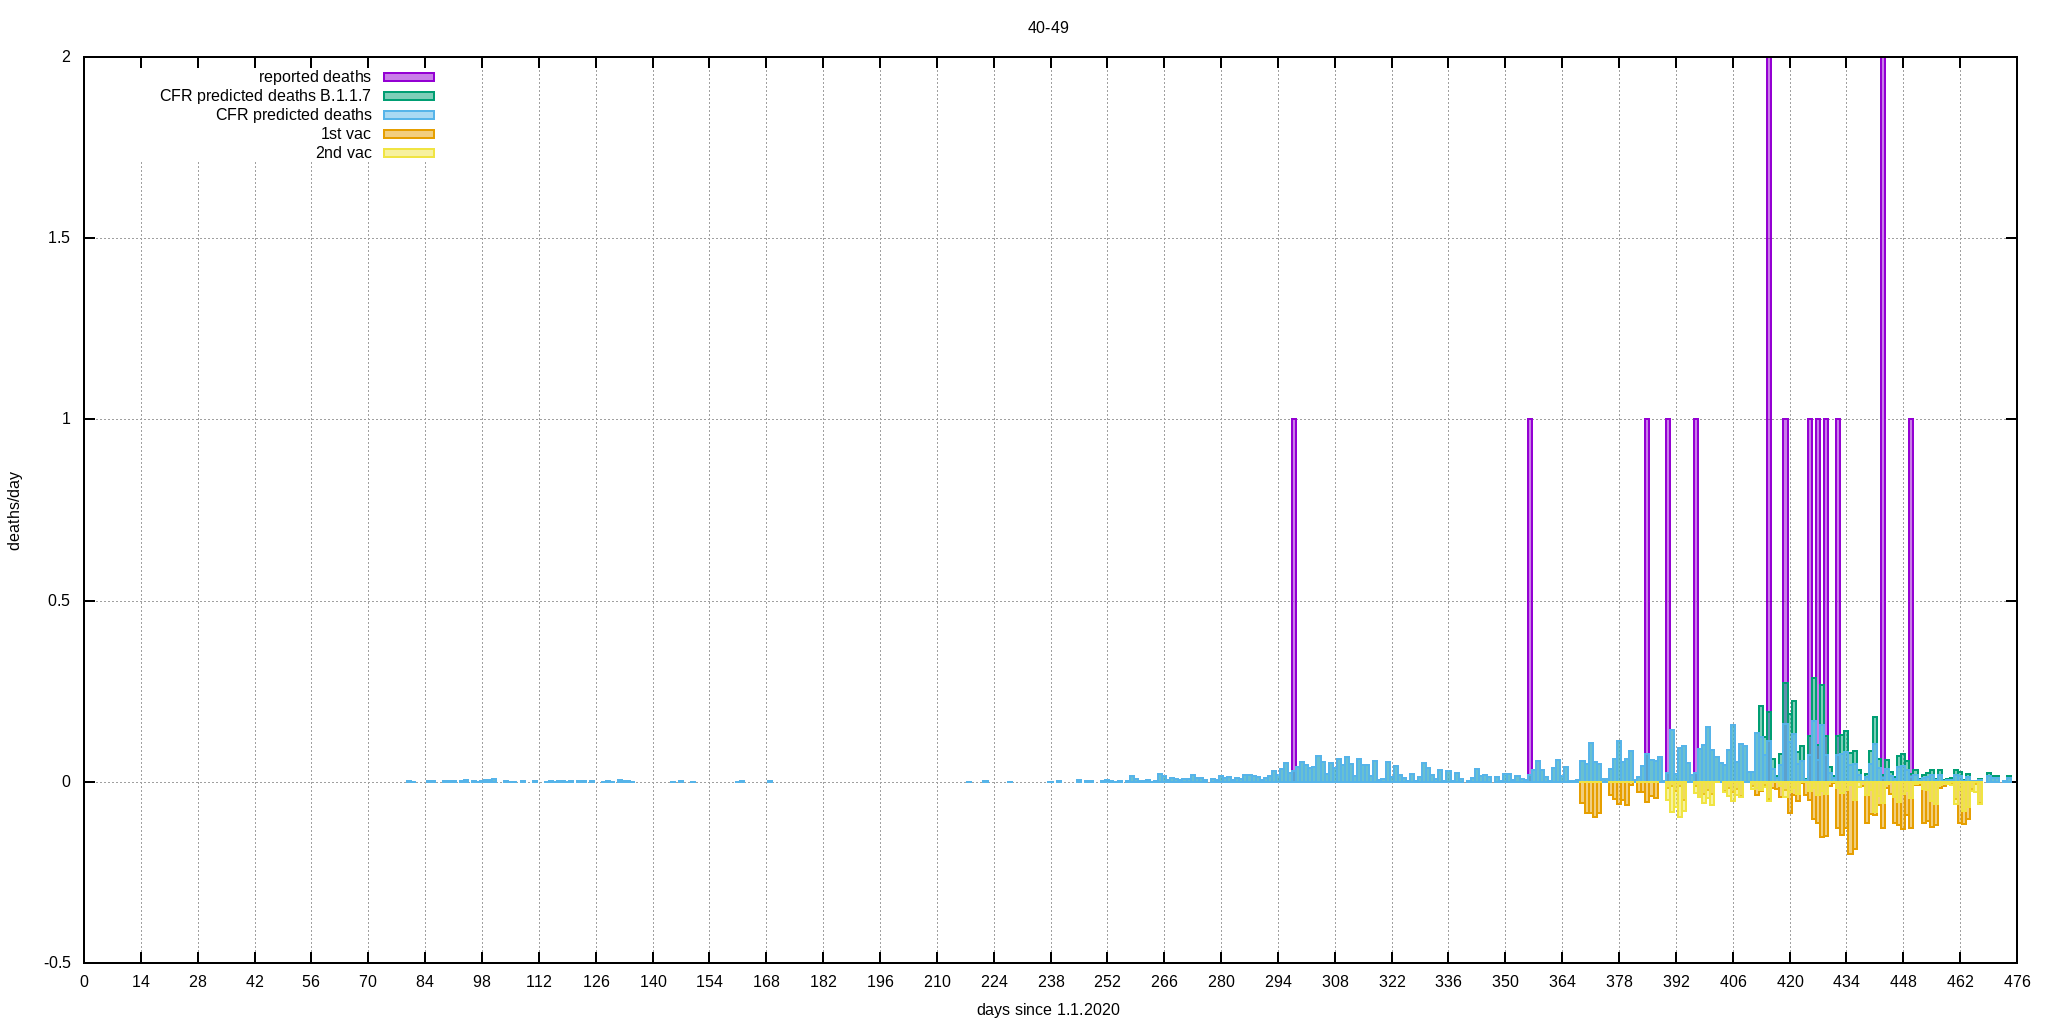 40-49
reported deaths
CFR predicted deaths B.1.1.7
CFR predicted deaths
1st vac
2nd vac
2
1.5
1
0.5
0
-0.5
deaths/day
0 14 28 42 56 70 84 98 112 126 140 154 168 182 196 210 224 238 252 266 280 294 308 322 336 350 364 378 392 406 420 434 448 462 476
days since 1.1.2020